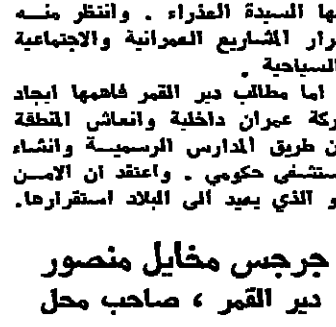 ها السيدة العذراء . وانتظر منه
رار المشاريع العمرانية والاجتماعية
السياحية .
اما مطالب دير القمر فاهمها ايجاد
ركة عمران داخلية وانعاش المنطقة
ن طريق المدارس الرسمية وانشاء
ستشفى حكومي . واعتقد ان الامن
و الذي يعيد الى البلاد استقرارها.
جرجس مخايل منصور
دير القمر ، صاحب محل